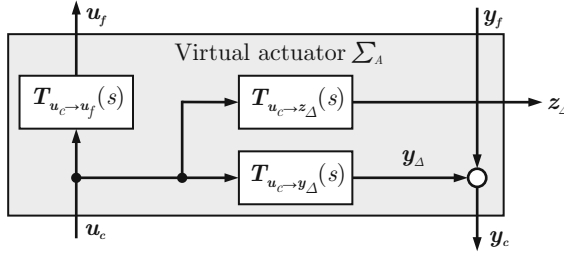 u_f
y_f
Virtual actuator Σ_A
T_{u_c→u_f}(s)
T_{u_c→z_Δ}(s)
z_Δ
T_{u_c→y_Δ}(s)
y_Δ
u_c
y_c